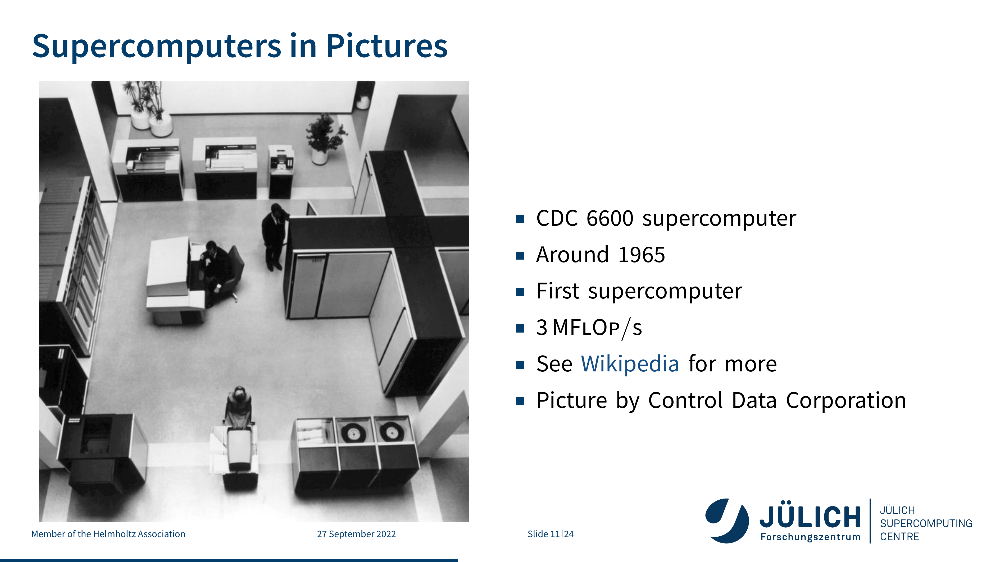 Supercomputers in Pictures
■ CDC 6600 supercomputer
■ Around 1965
■ First supercomputer
■ 3 MFLOP/s
■ See Wikipedia for more
■ Picture by Control Data Corporation
Member of the Helmholtz Association
27 September 2022
Slide 11|24
JÜLICH
Forschungszentrum
JÜLICH
SUPERCOMPUTING
CENTRE